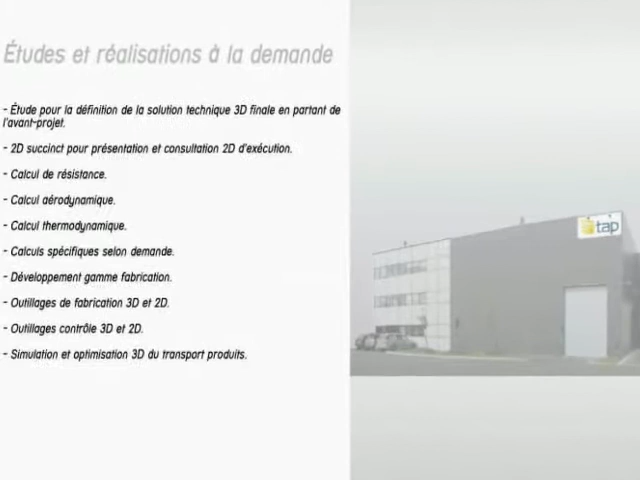 Études et réalisations à la demande
- Étude pour la définition de la solution technique 3D finale en partant de
l'avant-projet.
- 2D succinct pour présentation et consultation 2D d'exécution.
- Calcul de résistance.
- Calcul aérodynamique.
- Calcul thermodynamique.
- Calculs spécifiques selon demande.
- Développement gamme fabrication.
- Outillages de fabrication 3D et 2D.
- Outillages contrôle 3D et 2D.
- Simulation et optimisation 3D du transport produits.
tap